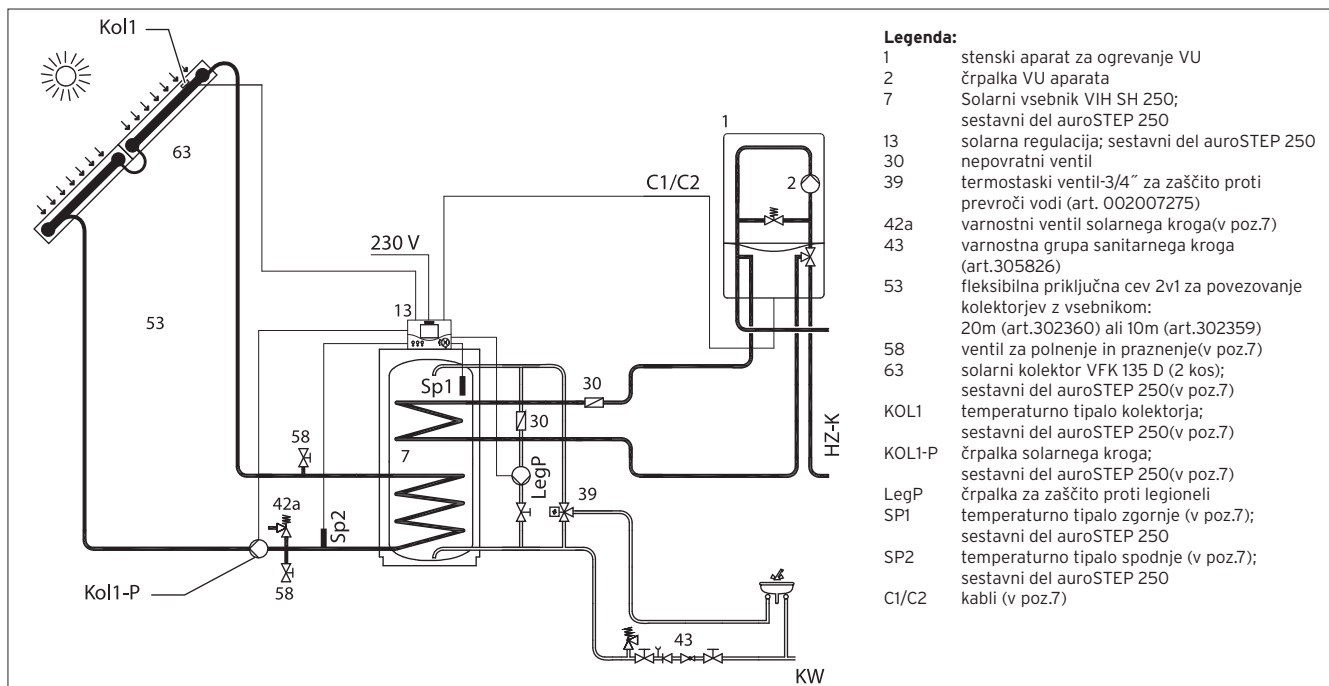 Kol1
63
53
C1/C2
230 V
13
1
2
Sp1
30
30
7
58
LegP
39
HZ-K
42a
Sp2
58
Kol1-P
43
KW
Legenda:
1 stenski aparat za ogrevanje VU
2 črpalka VU aparata
7 Solarni vsebnik VIH SH 250;
sestavni del auroSTEP 250
13 solarna regulacija; sestavni del auroSTEP 250
30 nepovratni ventil
39 termostaski ventil-3/4˝ za zaščito proti
prevroči vodi (art. 002007275)
42a varnostni ventil solarnega kroga(v poz.7)
43 varnostna grupa sanitarnega kroga
(art.305826)
53 fleksibilna priključna cev 2v1 za povezovanje
kolektorjev z vsebnikom:
20m (art.302360) ali 10m (art.302359)
58 ventil za polnenje in praznenje(v poz.7)
63 solarni kolektor VFK 135 D (2 kos);
sestavni del auroSTEP 250(v poz.7)
KOL1 temperaturno tipalo kolektorja;
sestavni del auroSTEP 250(v poz.7)
KOL1-P črpalka solarnega kroga;
sestavni del auroSTEP 250(v poz.7)
LegP črpalka za zaščito proti legioneli
SP1 temperaturno tipalo zgornje (v poz.7);
sestavni del auroSTEP 250
SP2 temperaturno tipalo spodnje (v poz.7);
sestavni del auroSTEP 250
C1/C2 kabli (v poz.7)